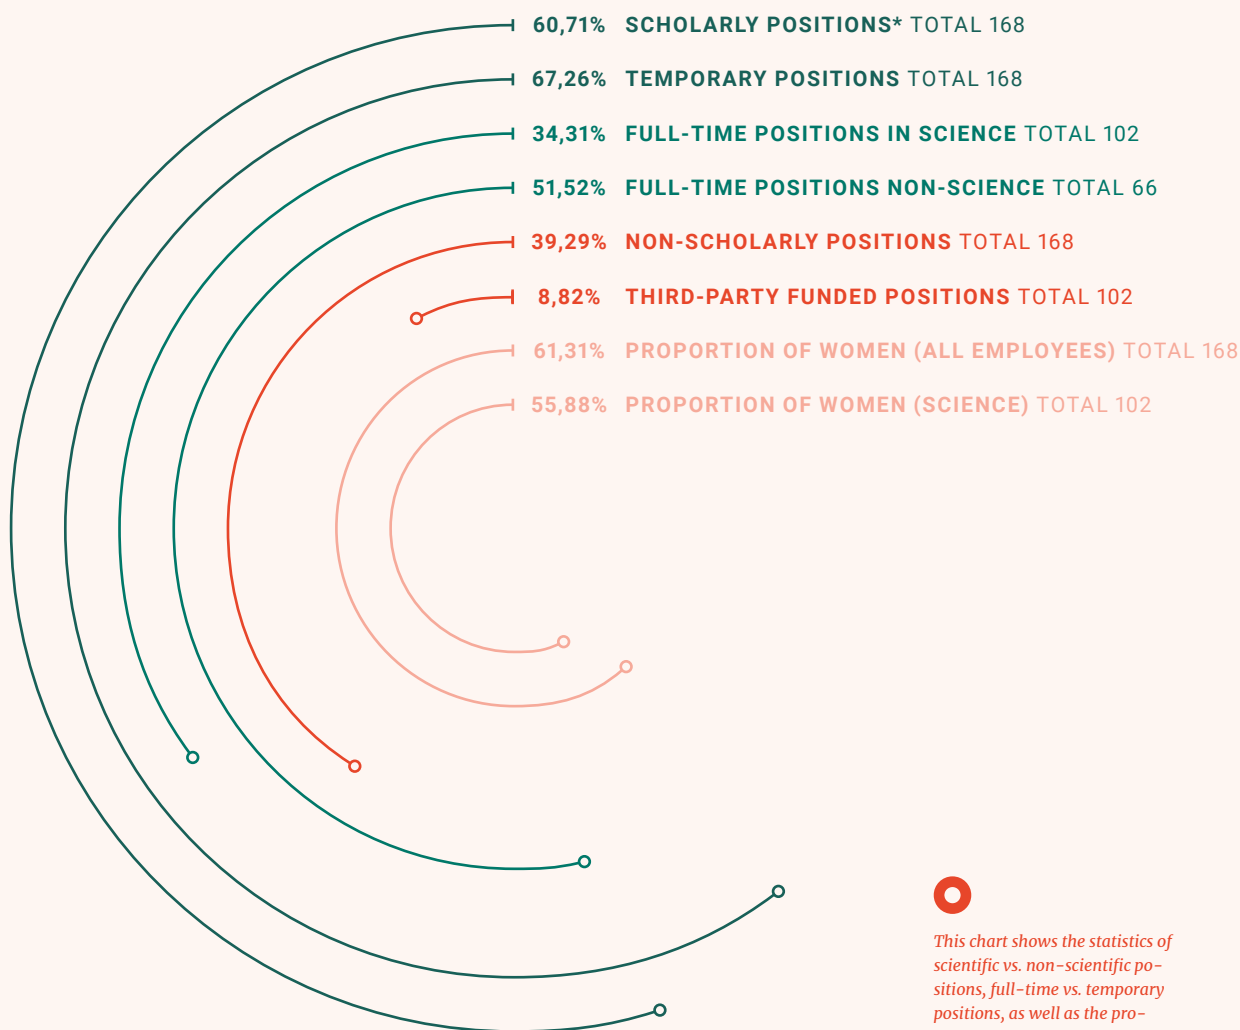 60,71% SCHOLARLY POSITIONS* TOTAL 168
67,26% TEMPORARY POSITIONS TOTAL 168
34,31% FULL-TIME POSITIONS IN SCIENCE TOTAL 102
51,52% FULL-TIME POSITIONS NON-SCIENCE TOTAL 66
39,29% NON-SCHOLARLY POSITIONS TOTAL 168
8,82% THIRD-PARTY FUNDED POSITIONS TOTAL 102
61,31% PROPORTION OF WOMEN (ALL EMPLOYEES) TOTAL 168
55,88% PROPORTION OF WOMEN (SCIENCE) TOTAL 102
This chart shows the statistics of
scientific vs. non-scientific po-
sitions, full-time vs. temporary
positions, as well as the pro-